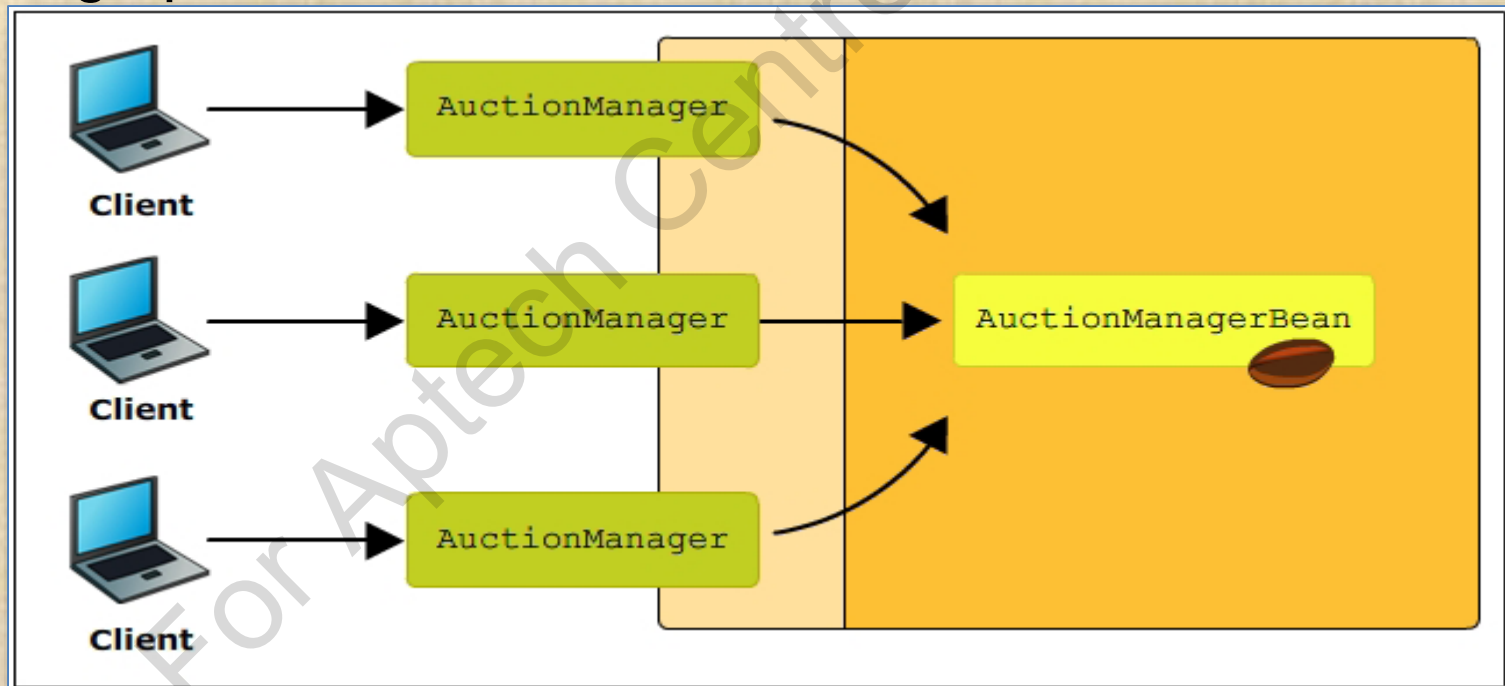 AuctionManager
Client
AuctionManager
AuctionManagerBean
Client
AuctionManager
Client
For Aptech Centre